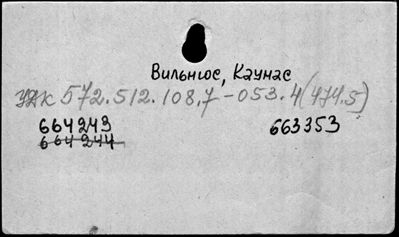 Вильнюс, Каунас
УДК 572.512.108.7-053.4(474.5)
664243 663353
664244